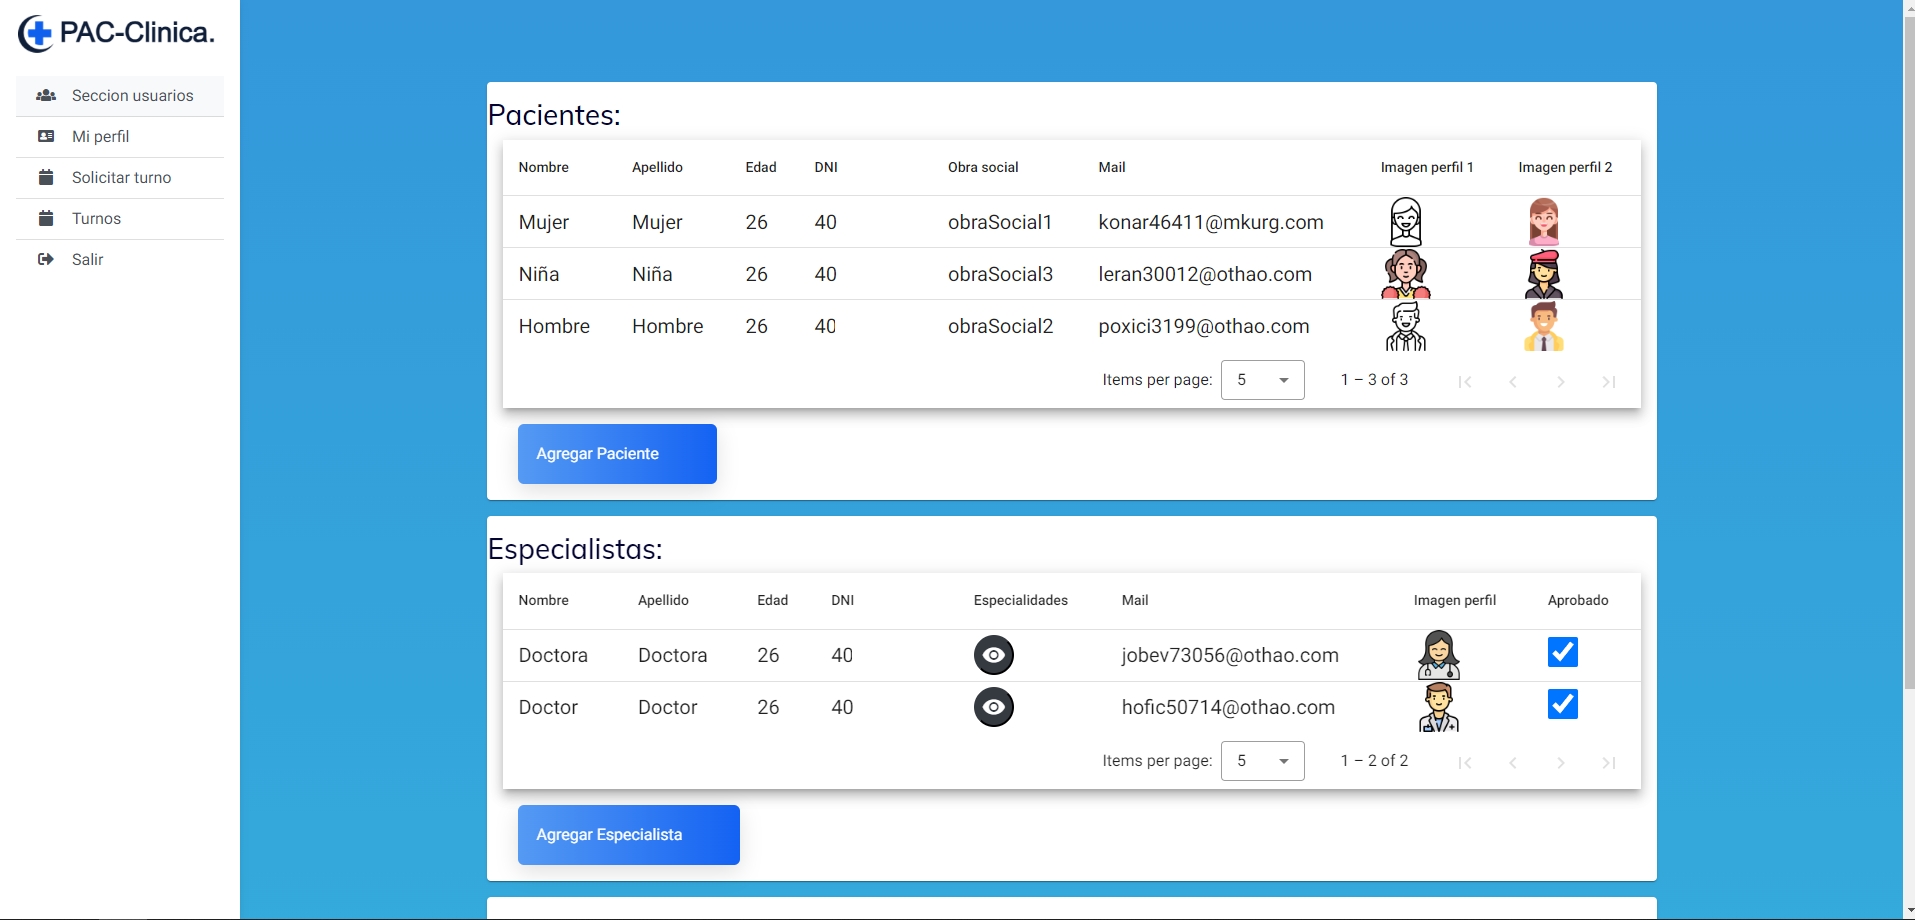 PAC-Clinica.
Seccion usuarios
Mi perfil
Solicitar turno
Turnos
Salir
Pacientes:
Nombre Apellido Edad DNI Obra social Mail Imagen perfil 1 Imagen perfil 2
Mujer Mujer 26 40 obraSocial1 konar46411@mkurg.com
Niña Niña 26 40 obraSocial3 leran30012@othao.com
Hombre Hombre 26 40 obraSocial2 poxici3199@othao.com
Items per page: 5 1 – 3 of 3
Agregar Paciente
Especialistas:
Nombre Apellido Edad DNI Especialidades Mail Imagen perfil Aprobado
Doctora Doctora 26 40 jobev73056@othao.com
Doctor Doctor 26 40 hofic50714@othao.com
Items per page: 5 1 – 2 of 2
Agregar Especialista